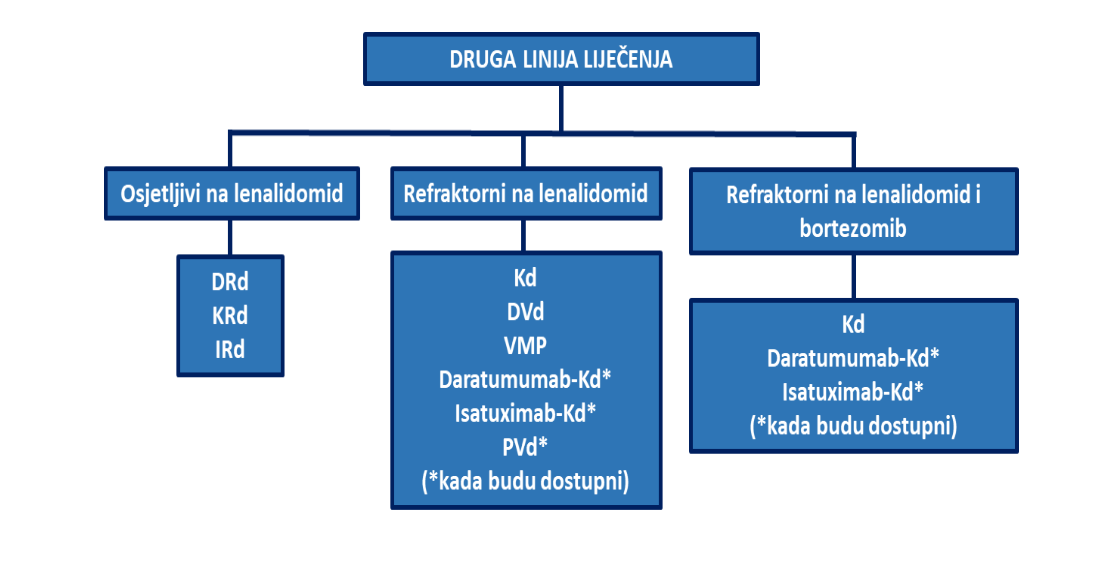 DRUGA LINIJA LIJEČENJA
Osjetljivi na lenalidomid
DRd
KRd
IRd
Refraktorni na lenalidomid
Kd
DVd
VMP
Daratumumab-Kd*
Isatuximab-Kd*
PVd*
(*kada budu dostupni)
Refraktorni na lenalidomid i
bortezomib
Kd
Daratumumab-Kd*
Isatuximab-Kd*
(*kada budu dostupni)